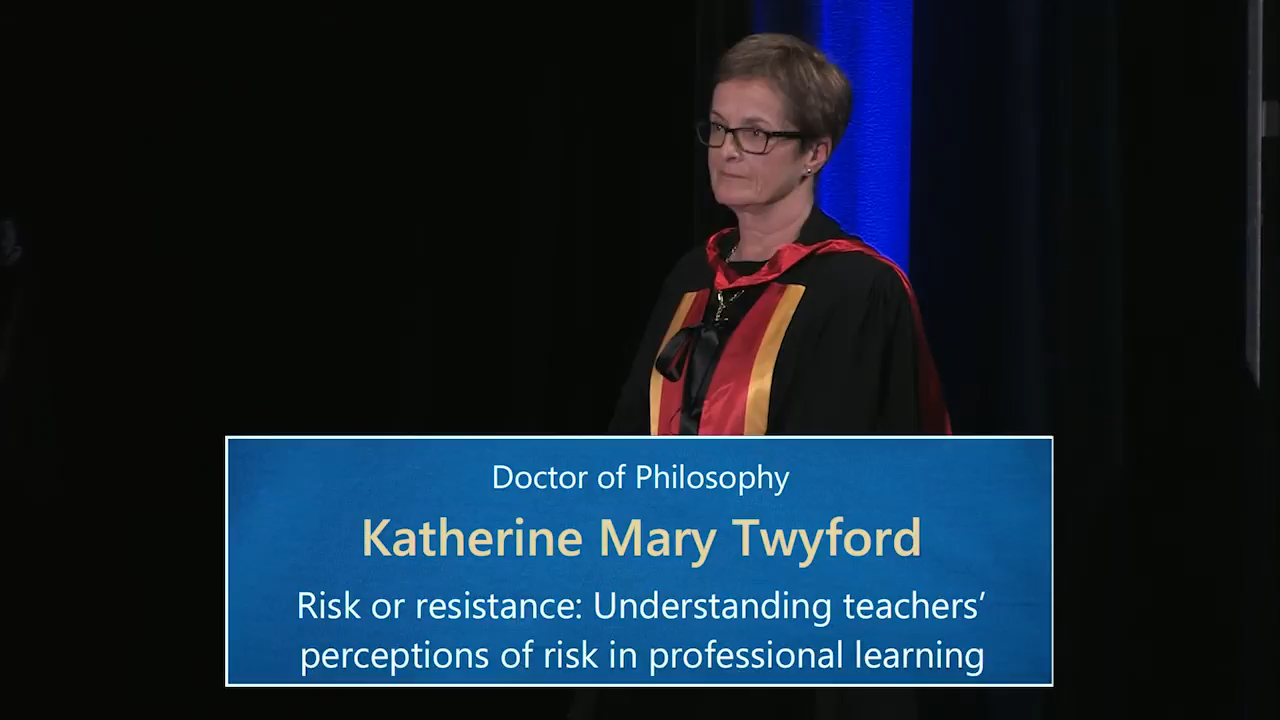 Doctor of Philosophy
Katherine Mary Twyford
Risk or resistance: Understanding teachers’
perceptions of risk in professional learning